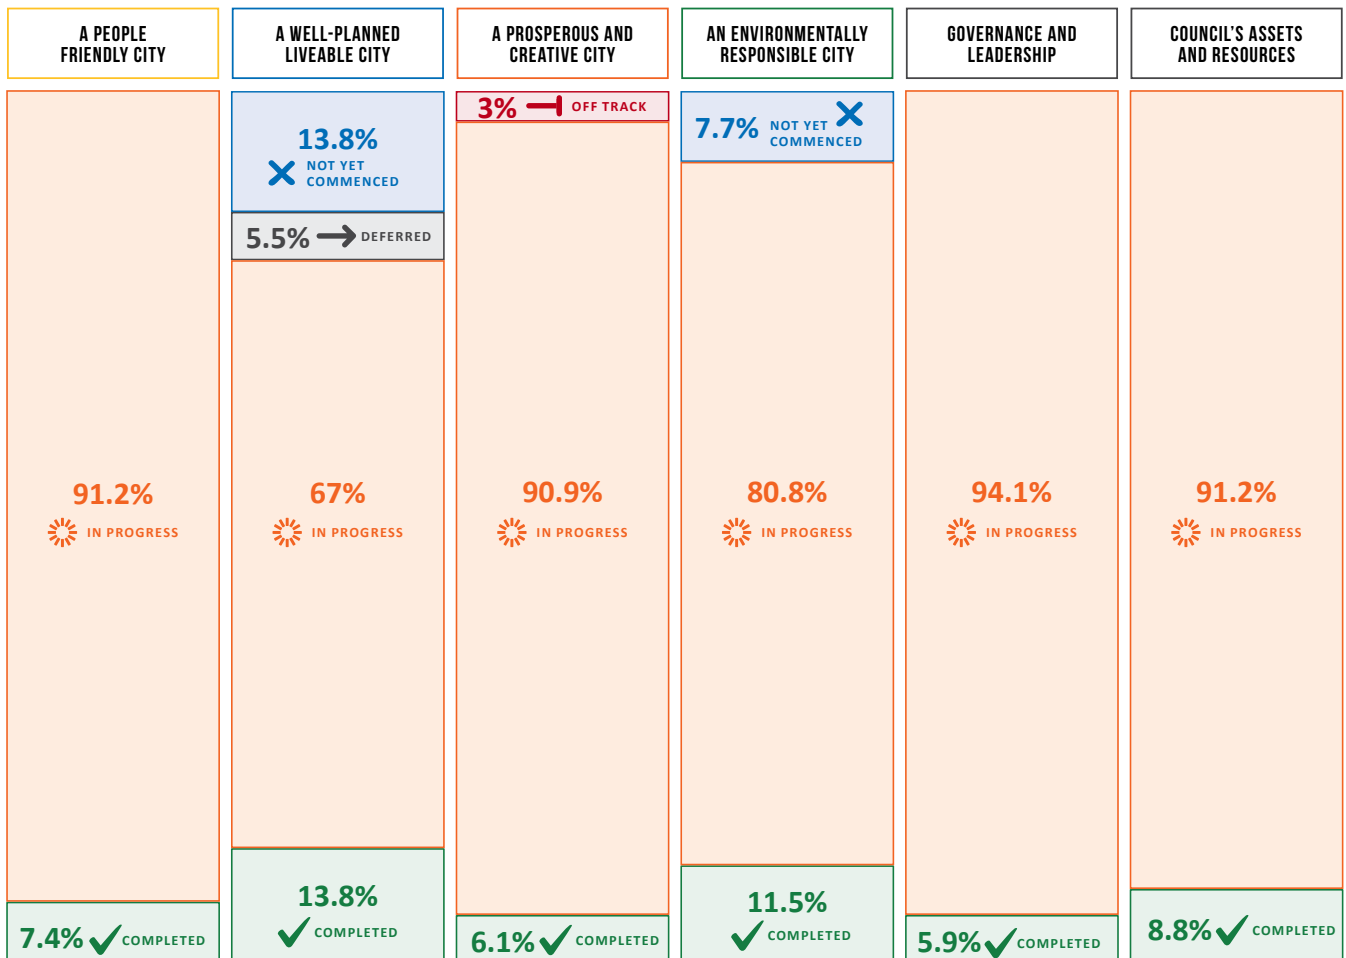 A PEOPLE
FRIENDLY CITY
91.2%
IN PROGRESS
7.4%
COMPLETED
A WELL-PLANNED
LIVEABLE CITY
13.8%
NOT YET
COMMENCED
5.5%
DEFERRED
67%
IN PROGRESS
13.8%
COMPLETED
A PROSPEROUS AND
CREATIVE CITY
3%
OFF TRACK
90.9%
IN PROGRESS
6.1%
COMPLETED
AN ENVIRONMENTALLY
RESPONSIBLE CITY
7.7%
NOT YET
COMMENCED
80.8%
IN PROGRESS
11.5%
COMPLETED
GOVERNANCE AND
LEADERSHIP
94.1%
IN PROGRESS
5.9%
COMPLETED
COUNCIL'S ASSETS
AND RESOURCES
91.2%
IN PROGRESS
8.8%
COMPLETED